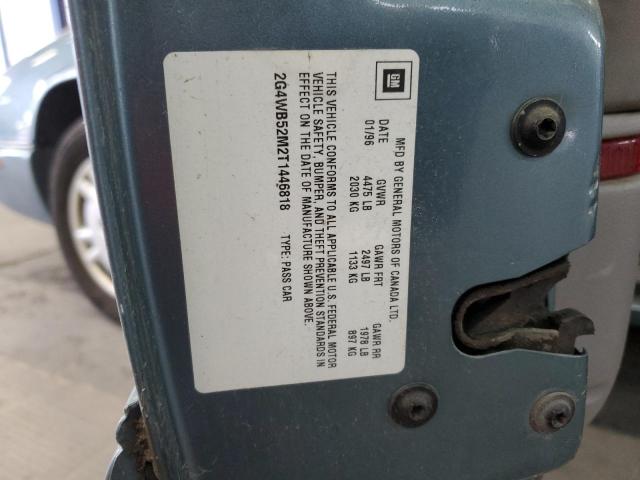 GM
MFD BY GENERAL MOTORS OF CANADA LTD.
DATE GVWR GAWR FRT GAWR RR
01/96 4475 LB 2497 LB 1978 LB
2030 KG 1133 KG 897 KG
THIS VEHICLE CONFORMS TO ALL APPLICABLE U.S. FEDERAL MOTOR
VEHICLE SAFETY, BUMPER, AND THEFT PREVENTION STANDARDS IN
EFFECT ON THE DATE OF MANUFACTURE SHOWN ABOVE.
2G4WB52M2T1446818 TYPE: PASS CAR